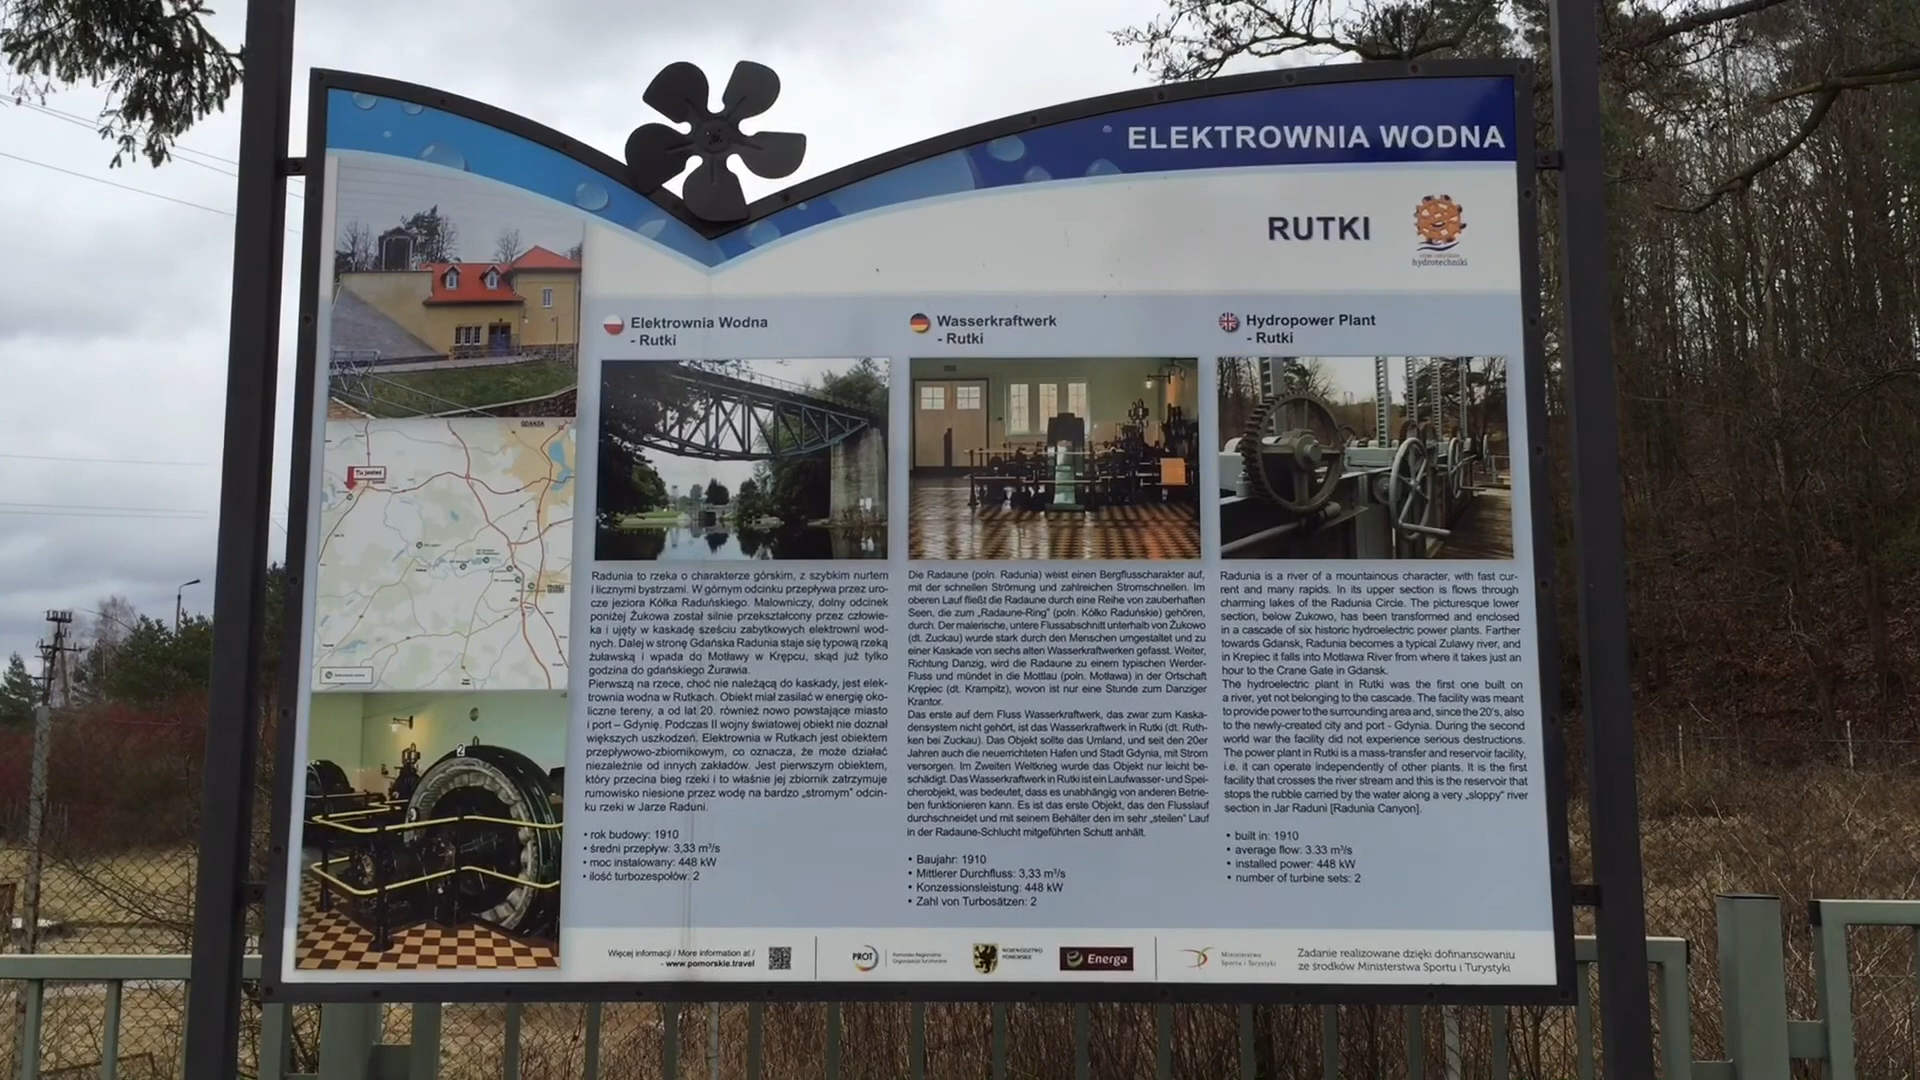 ELEKTROWNIA WODNA
RUTKI
hydrotechniki
GDAŃSK
Tu jesteś
2
Elektrownia Wodna
- Rutki
Radunia to rzeka o charakterze górskim, z szybkim nurtem
i licznymi bystrzami. W górnym odcinku przepływa przez uro-
cze jeziora Kółka Raduńskiego. Malowniczy, dolny odcinek
poniżej Żukowa został silnie przekształcony przez człowie-
ka i ujęty w kaskadę sześciu zabytkowych elektrowni wod-
nych. Dalej w stronę Gdańska Radunia staje się typową rzeką
żuławską i wpada do Motławy w Krępcu, skąd już tylko
godzina do gdańskiego Żurawia.
Pierwszą na rzece, choć nie należącą do kaskady, jest elek-
trownia wodna w Rutkach. Obiekt miał zasilać w energię oko-
liczne tereny, a od lat 20. również nowo powstające miasto
i port – Gdynię. Podczas II wojny światowej obiekt nie doznał
większych uszkodzeń. Elektrownia w Rutkach jest obiektem
przepływowo-zbiornikowym, co oznacza, że może działać
niezależnie od innych zakładów. Jest pierwszym obiektem,
który przecina bieg rzeki i to właśnie jej zbiornik zatrzymuje
rumowisko niesione przez wodę na bardzo „stromym” odcin-
ku rzeki w Jarze Raduni.
• rok budowy: 1910
• średni przepływ: 3,33 m³/s
• moc instalowany: 448 kW
• ilość turbozespołów: 2
Wasserkraftwerk
- Rutki
Die Radaune (poln. Radunia) weist einen Bergflusscharakter auf,
mit der schnellen Strömung und zahlreichen Stromschnellen. Im
oberen Lauf fließt die Radaune durch eine Reihe von zauberhaften
Seen, die zum „Radaune-Ring” (poln. Kółko Raduńskie) gehören,
durch. Der malerische, untere Flussabschnitt unterhalb von Żukowo
(dt. Zuckau) wurde stark durch den Menschen umgestaltet und zu
einer Kaskade von sechs alten Wasserkraftwerken gefasst. Weiter,
Richtung Danzig, wird die Radaune zu einem typischen Werder-
Fluss und mündet in die Mottlau (poln. Motława) in der Ortschaft
Krępiec (dt. Krampitz), wovon ist nur eine Stunde zum Danziger
Krantor.
Das erste auf dem Fluss Wasserkraftwerk, das zwar zum Kaska-
densystem nicht gehört, ist das Wasserkraftwerk in Rutki (dt. Ruth-
ken bei Zuckau). Das Objekt sollte das Umland, und seit den 20er
Jahren auch die neuerrichteten Hafen und Stadt Gdynia, mit Strom
versorgen. Im Zweiten Weltkrieg wurde das Objekt nur leicht be-
schädigt. Das Wasserkraftwerk in Rutki ist ein Laufwasser- und Spei-
cherobjekt, was bedeutet, dass es unabhängig von anderen Betrie-
ben funktionieren kann. Es ist das erste Objekt, das den Flusslauf
durchschneidet und mit seinem Behälter den im sehr „steilen” Lauf
in der Radaune-Schlucht mitgeführten Schutt anhält.
• Baujahr: 1910
• Mittlerer Durchfluss: 3,33 m³/s
• Konzessionsleistung: 448 kW
• Zahl von Turbosätzen: 2
Hydropower Plant
- Rutki
Radunia is a river of a mountainous character, with fast cur-
rent and many rapids. In its upper section is flows through
charming lakes of the Radunia Circle. The picturesque lower
section, below Zukowo, has been transformed and enclosed
in a cascade of six historic hydroelectric power plants. Farther
towards Gdansk, Radunia becomes a typical Zulawy river, and
in Krepiec it falls into Motlawa River from where it takes just an
hour to the Crane Gate in Gdansk.
The hydroelectric plant in Rutki was the first one built on
a river, yet not belonging to the cascade. The facility was meant
to provide power to the surrounding area and, since the 20's, also
to the newly-created city and port - Gdynia. During the second
world war the facility did not experience serious destructions.
The power plant in Rutki is a mass-transfer and reservoir facility,
i.e. it can operate independently of other plants. It is the first
facility that crosses the river stream and this is the reservoir that
stops the rubble carried by the water along a very „sloppy” river
section in Jar Raduni [Radunia Canyon].
• built in: 1910
• average flow: 3.33 m³/s
• installed power: 448 kW
• number of turbine sets: 2
Więcej informacji / More information at /
- www.pomorskie.travel
PROT
Pomorska Regionalna
Organizacja Turystyczna
WOJEWÓDZTWO
POMORSKIE
Energa
Ministerstwo
Sportu i Turystyki
Zadanie realizowane dzięki dofinansowaniu
ze środków Ministerstwa Sportu i Turystyki